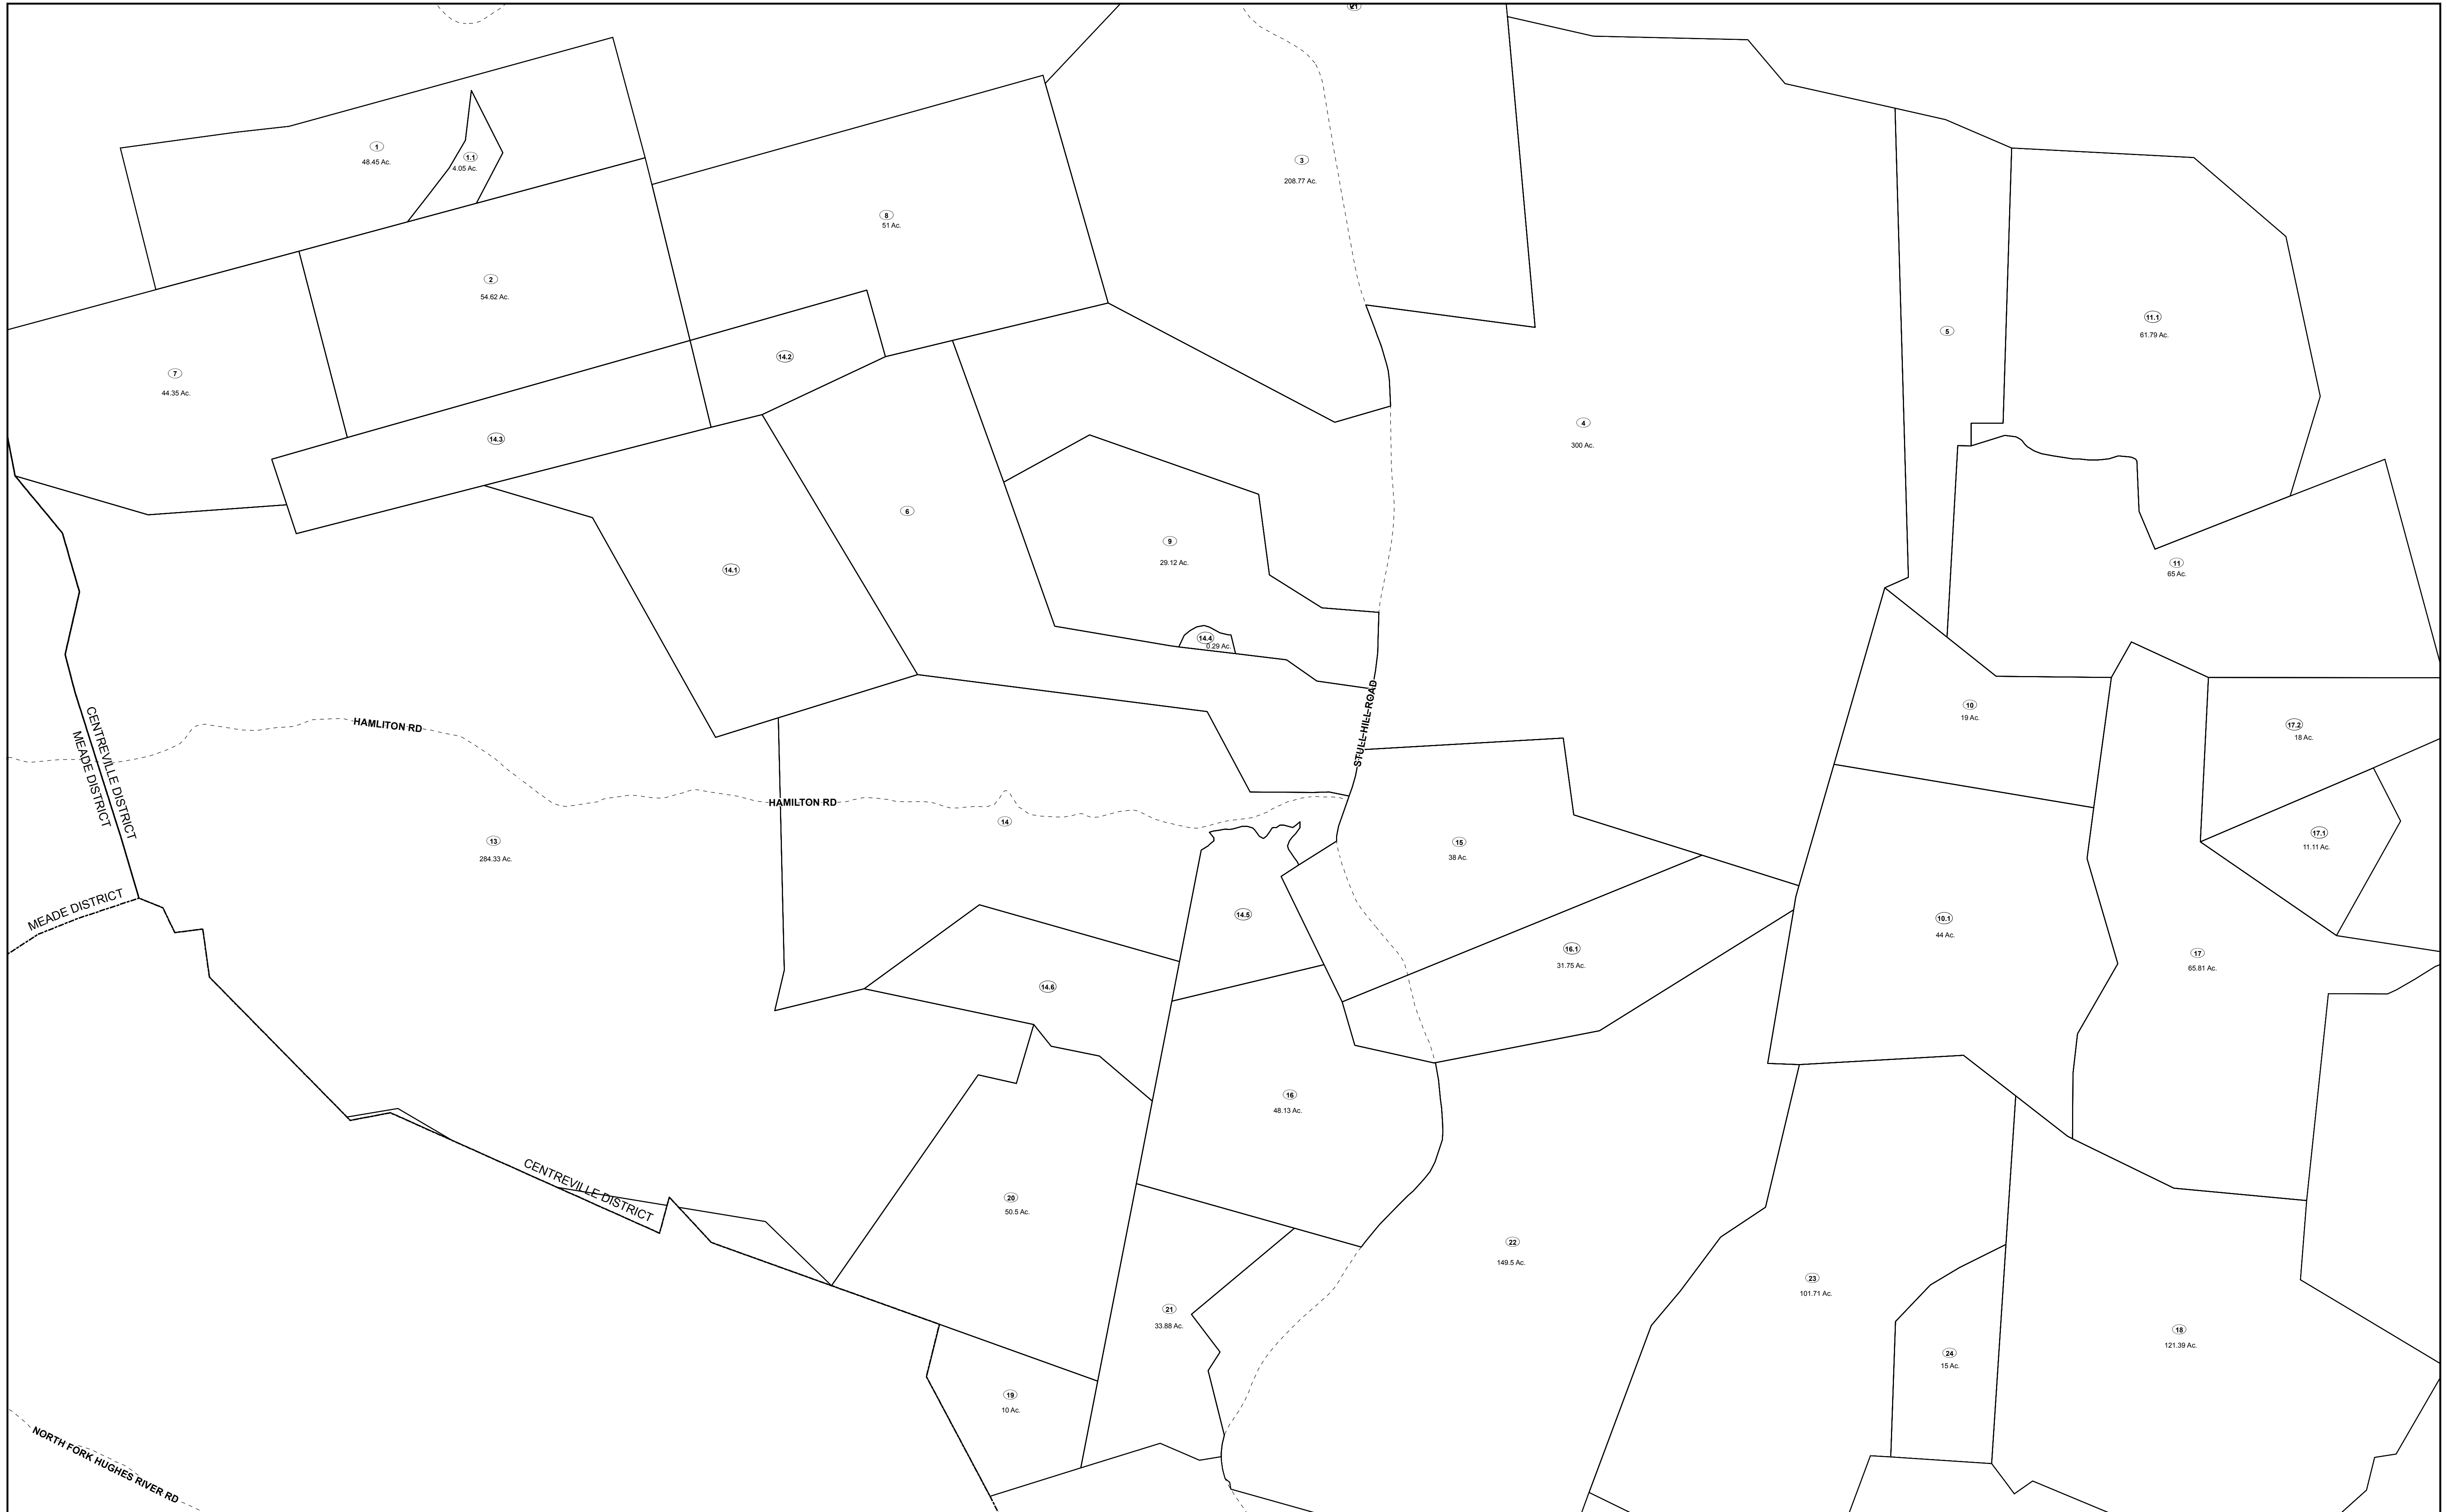 21
1
48.45 Ac.
1.1
4.05 Ac.
3
208.77 Ac.
8
51 Ac.
2
54.62 Ac.
11.1
61.79 Ac.
5
14.2
7
44.35 Ac.
4
300 Ac.
14.3
6
9
29.12 Ac.
11
65 Ac.
14.1
14.4
0.29 Ac.
STULL HILL ROAD
10
19 Ac.
17.2
18 Ac.
HAMLITON RD
CENTREVILLE DISTRICT
MEADE DISTRICT
HAMILTON RD
14
13
284.33 Ac.
15
38 Ac.
17.1
11.11 Ac.
MEADE DISTRICT
14.5
10.1
44 Ac.
16.1
31.75 Ac.
17
65.81 Ac.
14.6
16
48.13 Ac.
CENTREVILLE DISTRICT
20
50.5 Ac.
22
149.5 Ac.
23
101.71 Ac.
21
33.88 Ac.
18
121.39 Ac.
24
15 Ac.
19
10 Ac.
NORTH FORK HUGHES RIVER RD